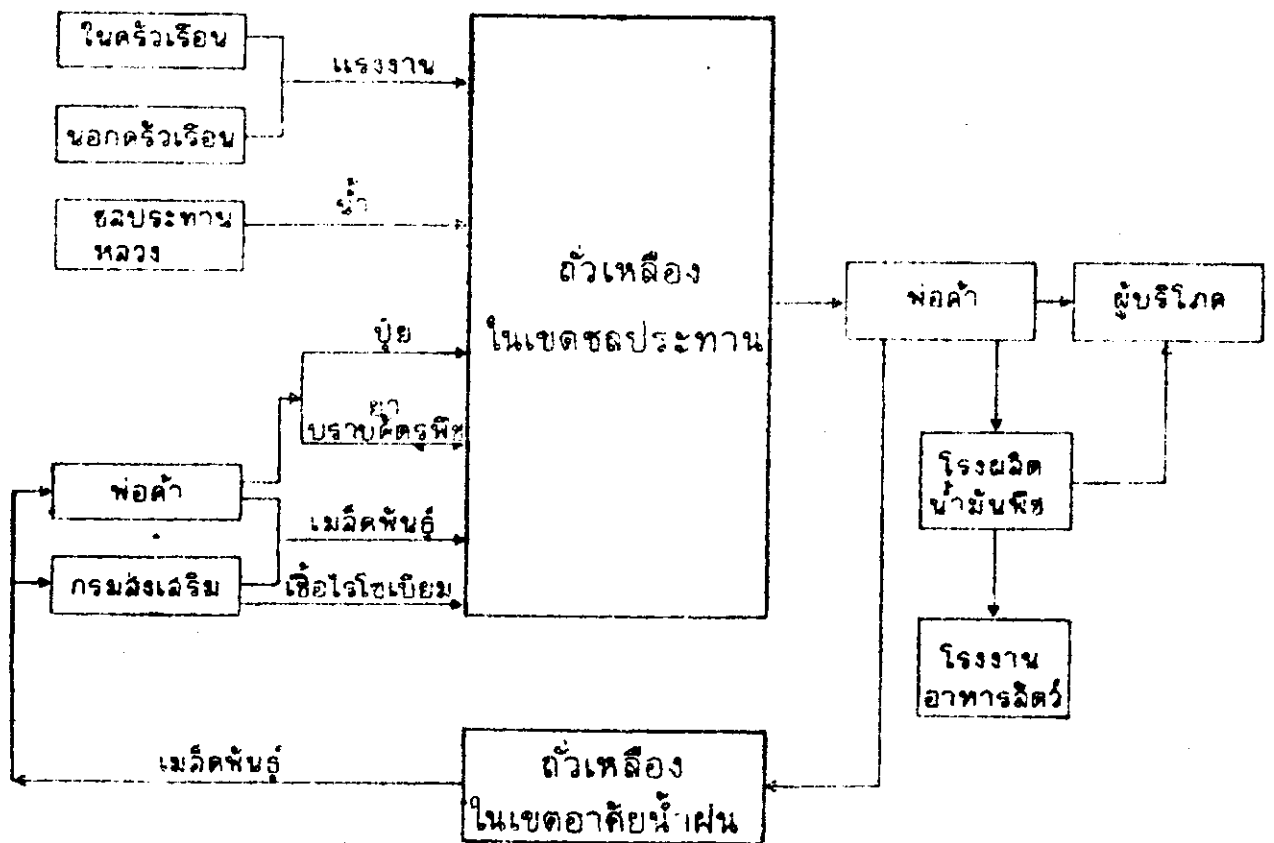 ในครัวเรือน
แรงงาน
นอกครัวเรือน
น้ำ
ชลประทาน
หลวง
ถั่วเหลือง
ในเขตชลประทาน
พ่อค้า
ผู้บริโภค
ปุ๋ย
ยา
ปราบศัตรูพืช
พ่อค้า
เมล็ดพันธุ์
กรมส่งเสริม
เชื้อไรโซเบียม
โรงผลิต
น้ำมันพืช
โรงงาน
อาหารสัตว์
เมล็ดพันธุ์
ถั่วเหลือง
ในเขตอาศัยน้ำฝน